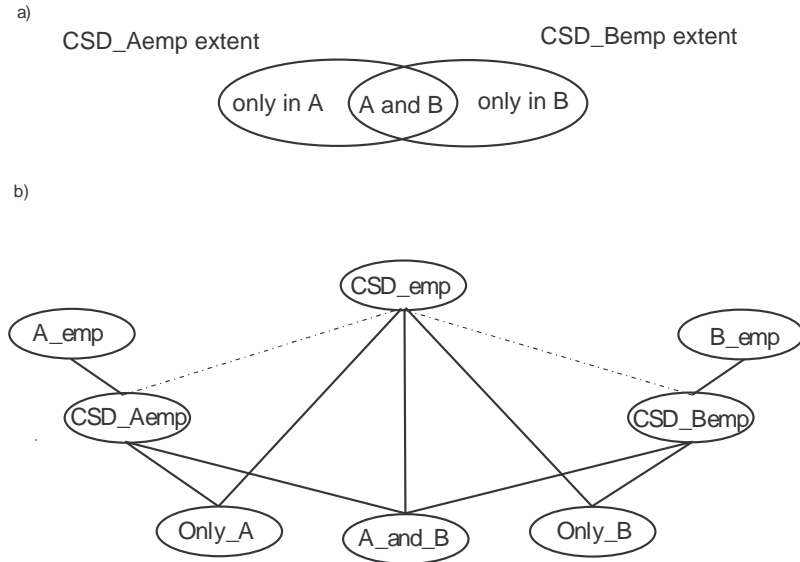 a)
CSD_Aemp extent
CSD_Bemp extent
only in A
A and B
only in B
b)
CSD_emp
A_emp
B_emp
CSD_Aemp
CSD_Bemp
Only_A
A_and_B
Only_B